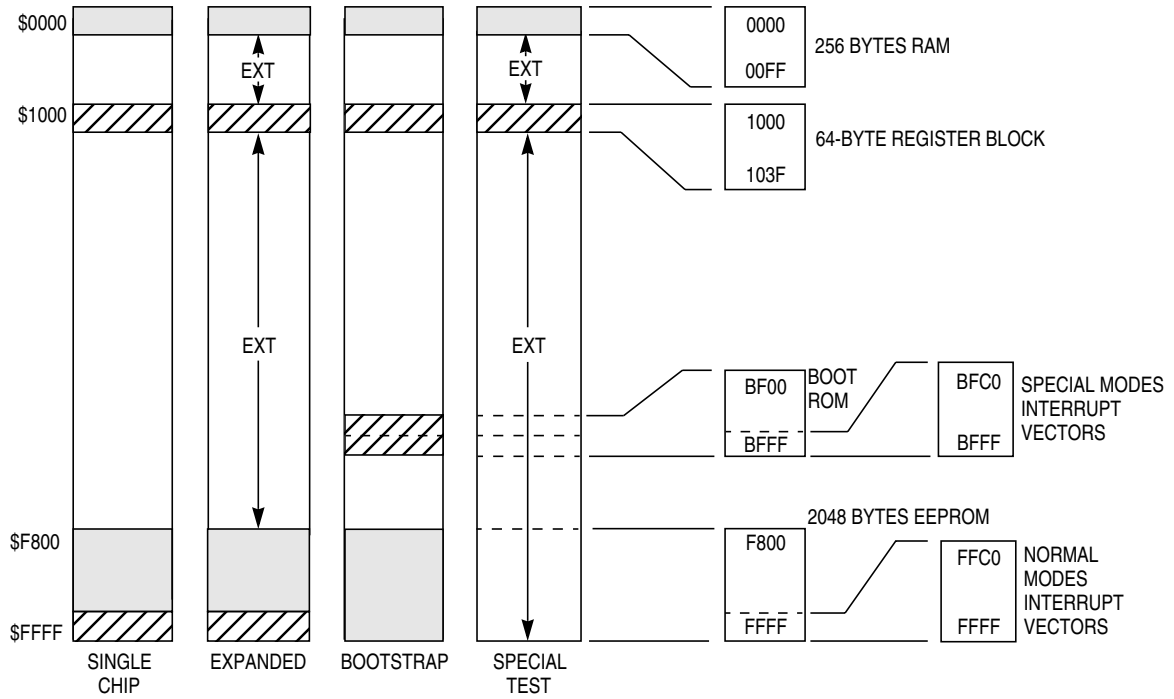 $0000
EXT
EXT
0000
00FF
256 BYTES RAM
$1000
1000
103F
64-BYTE REGISTER BLOCK
EXT
EXT
BF00
BFFF
BOOT
ROM
BFC0
BFFF
SPECIAL MODES
INTERRUPT
VECTORS
$F800
2048 BYTES EEPROM
F800
FFFF
FFC0
FFFF
NORMAL
MODES
INTERRUPT
VECTORS
$FFFF
SINGLE
CHIP
EXPANDED
BOOTSTRAP
SPECIAL
TEST